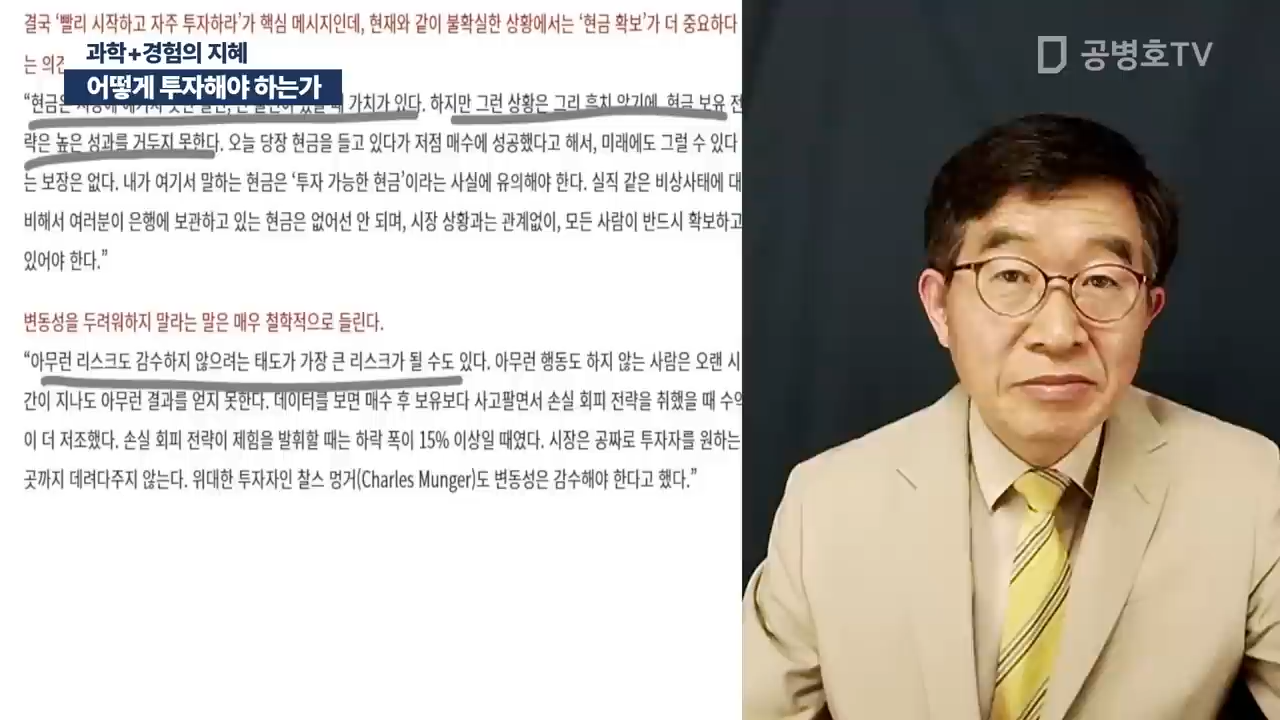 결국 ‘빨리 시작하고 자주 투자하라’가 핵심 메시지인데, 현재와 같이 불확실한 상황에서는 ‘현금 확보’가 더 중요하다
는 의견
과학+경험의 지혜
어떻게 투자해야 하는가
공병호TV
“현금은 가치가 있다. 하지만 그런 상황은 그리 흔치 않기에, 현금 보유 전
략은 높은 성과를 거두지 못한다. 오늘 당장 현금을 들고 있다가 저점 매수에 성공했다고 해서, 미래에도 그럴 수 있다
는 보장은 없다. 내가 여기서 말하는 현금은 ‘투자 가능한 현금’이라는 사실에 유의해야 한다. 실직 같은 비상사태에 대
비해서 여러분이 은행에 보관하고 있는 현금은 없어선 안 되며, 시장 상황과는 관계없이, 모든 사람이 반드시 확보하고
있어야 한다.”
변동성을 두려워하지 말라는 말은 매우 철학적으로 들린다.
“아무런 리스크도 감수하지 않으려는 태도가 가장 큰 리스크가 될 수도 있다. 아무런 행동도 하지 않는 사람은 오랜 시
간이 지나도 아무런 결과를 얻지 못한다. 데이터를 보면 매수 후 보유보다 사고팔면서 손실 회피 전략을 취했을 때 수익
이 더 저조했다. 손실 회피 전략이 제힘을 발휘할 때는 하락 폭이 15% 이상일 때였다. 시장은 공짜로 투자자를 원하는
곳까지 데려다주지 않는다. 위대한 투자자인 찰스 멍거(Charles Munger)도 변동성은 감수해야 한다고 했다.”